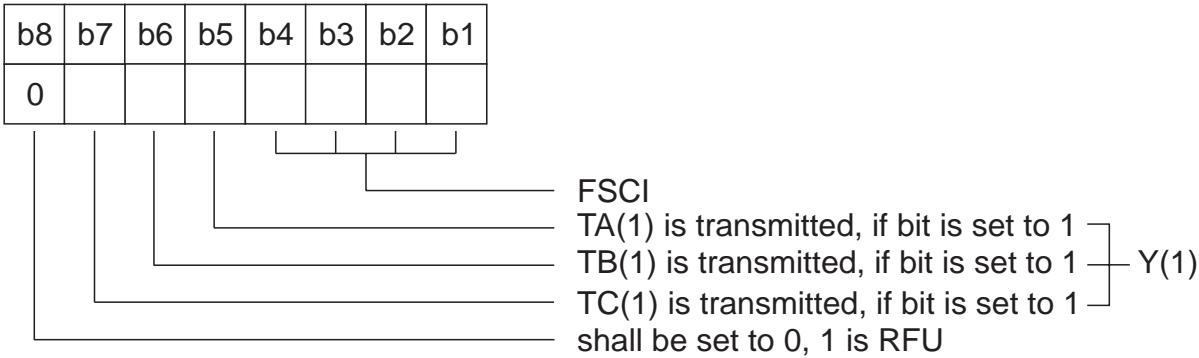 b8 b7 b6 b5 b4 b3 b2 b1
0
FSCI
TA(1) is transmitted, if bit is set to 1
TB(1) is transmitted, if bit is set to 1 Y(1)
TC(1) is transmitted, if bit is set to 1
shall be set to 0, 1 is RFU